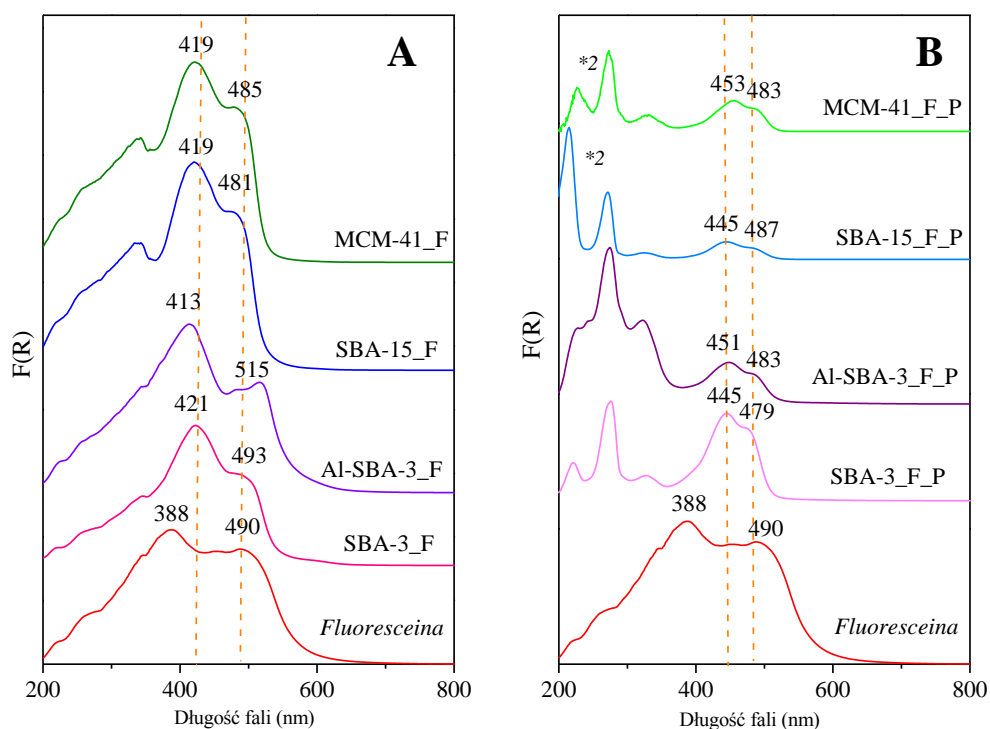 A
419
485
MCM-41_F
419
481
SBA-15_F
413
515
Al-SBA-3_F
421
493
SBA-3_F
388
490
Fluoresceina
F(R)
200 400 600 800
Długość fali (nm)
B
*2
453 483
MCM-41_F_P
*2
445 487
SBA-15_F_P
451
483
Al-SBA-3_F_P
445
479
SBA-3_F_P
388
490
Fluoresceina
F(R)
200 400 600 800
Długość fali (nm)